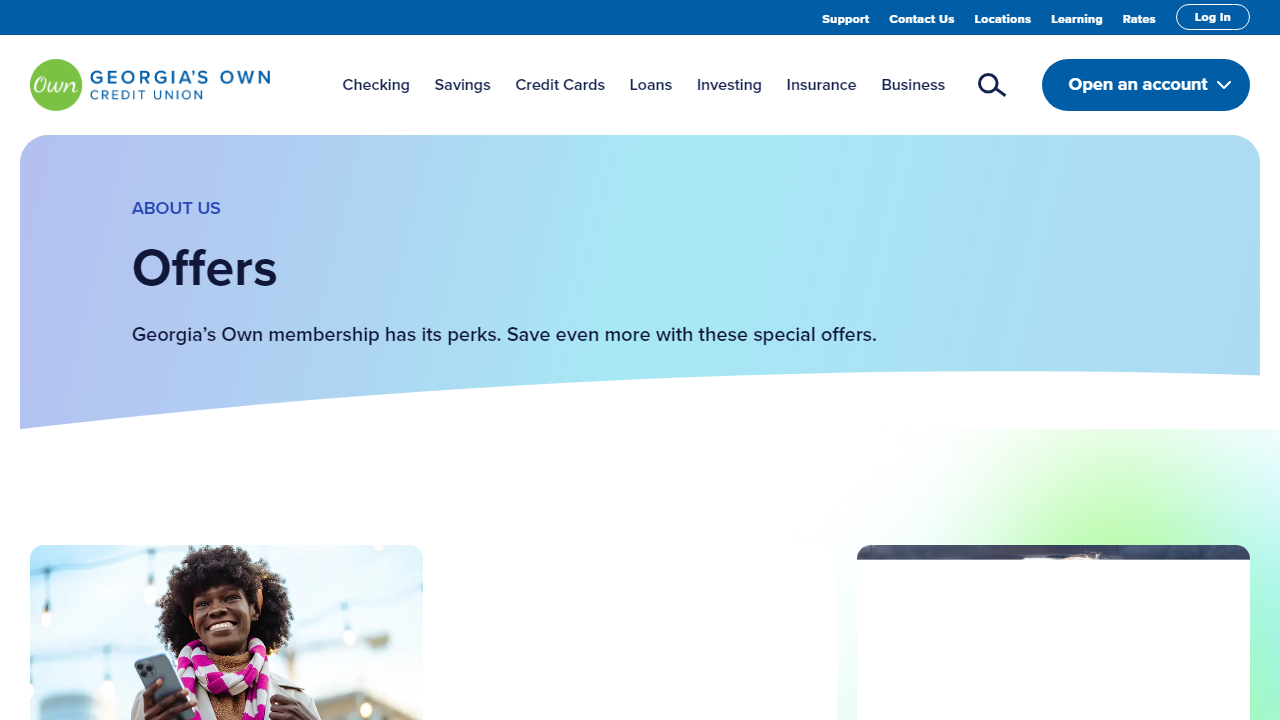 Support Contact Us Locations Learning Rates Log In
Own GEORGIA'S OWN
CREDIT UNION
Checking Savings Credit Cards Loans Investing Insurance Business Open an account
ABOUT US
Offers
Georgia’s Own membership has its perks. Save even more with these special offers.